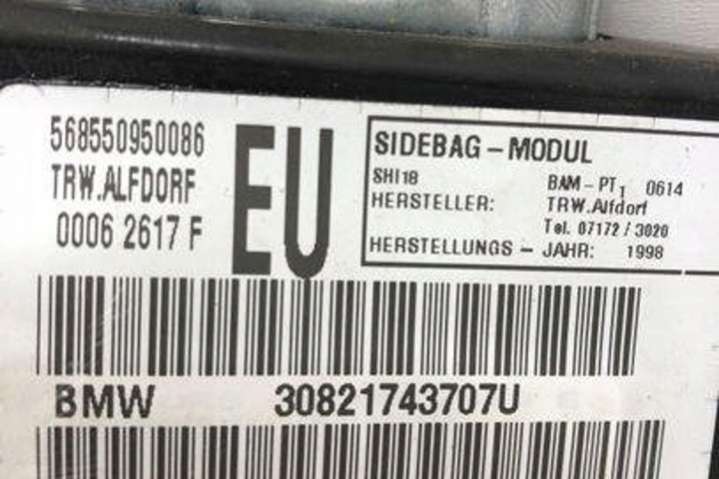 568550950086
TRW.ALFDORF
0006 2617 F
EU
SIDEBAG – MODUL
SHI18 BAM – PT1 0614
HERSTELLER: TRW.Alfdorf
Tel. 07172 / 3020
HERSTELLUNGS – JAHR: 1998
BMW 30821743707U